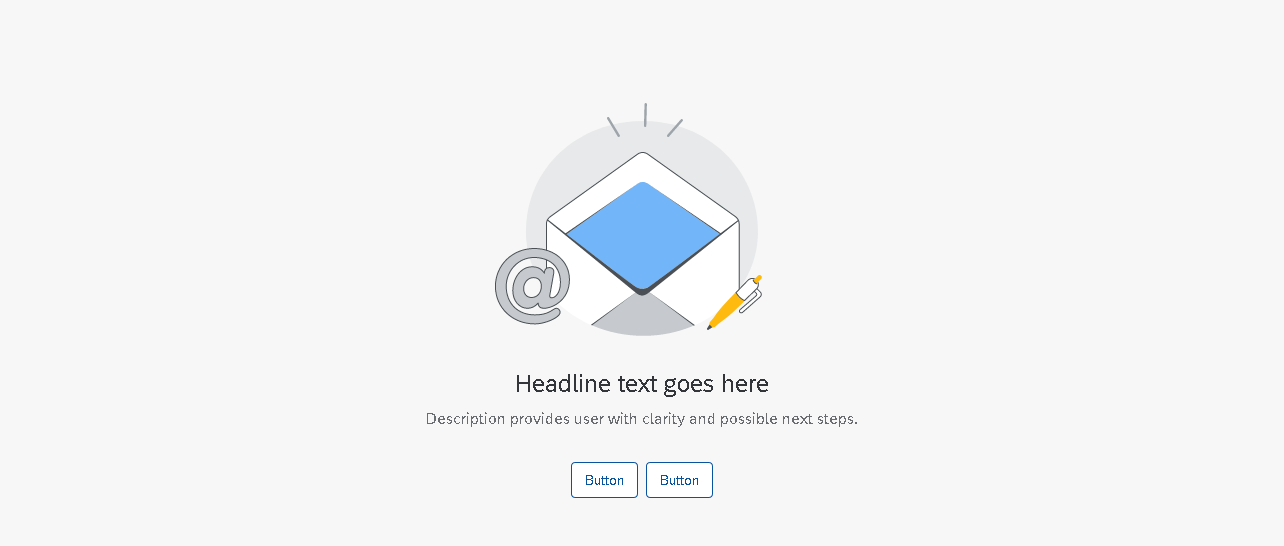 @
Headline text goes here
Description provides user with clarity and possible next steps.
Button Button